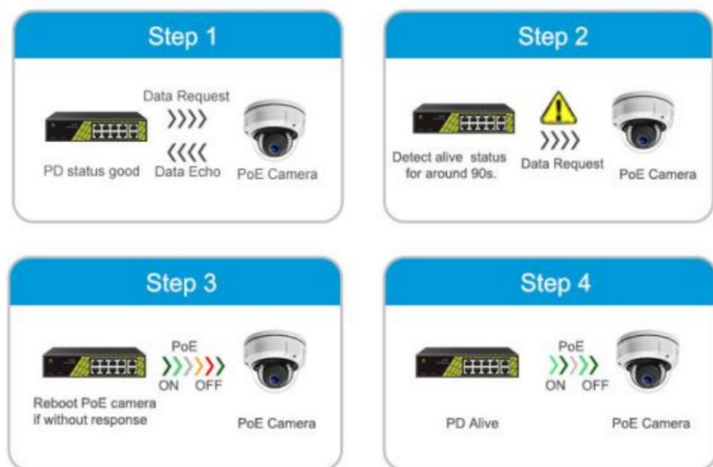 Step 1
Data Request
PD status good
Data Echo
PoE Camera
Step 2
Detect alive status
for around 90s.
Data Request
PoE Camera
Step 3
PoE
ON OFF
Reboot PoE camera
if without response
PoE Camera
Step 4
PoE
ON OFF
PD Alive
PoE Camera